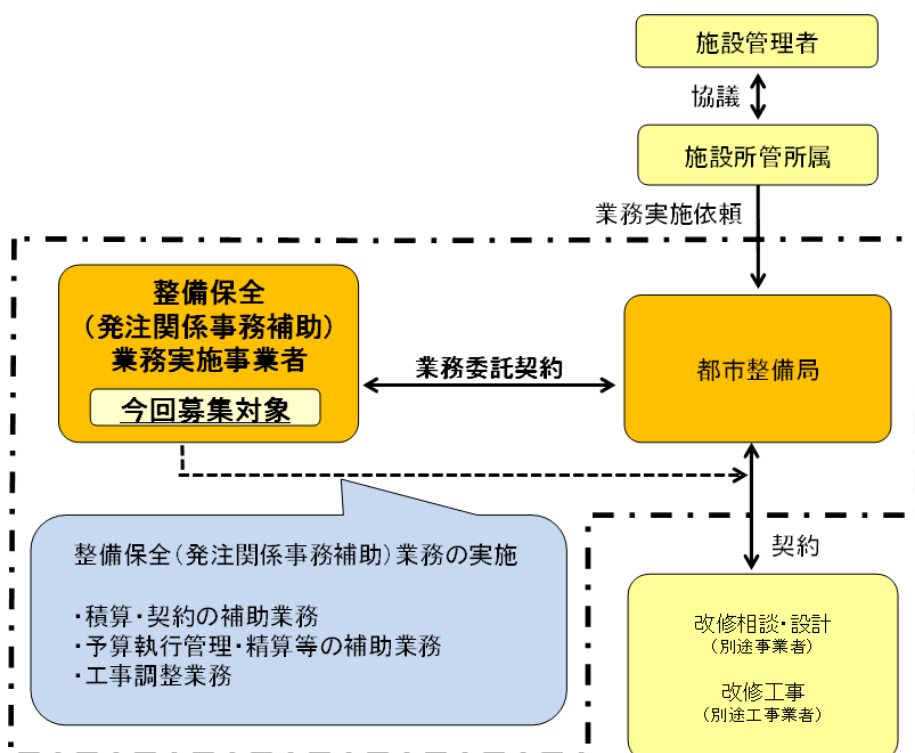 施設管理者
協議
施設所管所属
業務実施依頼
整備保全
（発注関係事務補助）
業務実施事業者
今回募集対象
業務委託契約
都市整備局
整備保全（発注関係事務補助）業務の実施
・積算・契約の補助業務
・予算執行管理・精算等の補助業務
・工事調整業務
契約
改修相談・設計
（別途事業者）
改修工事
（別途工事業者）